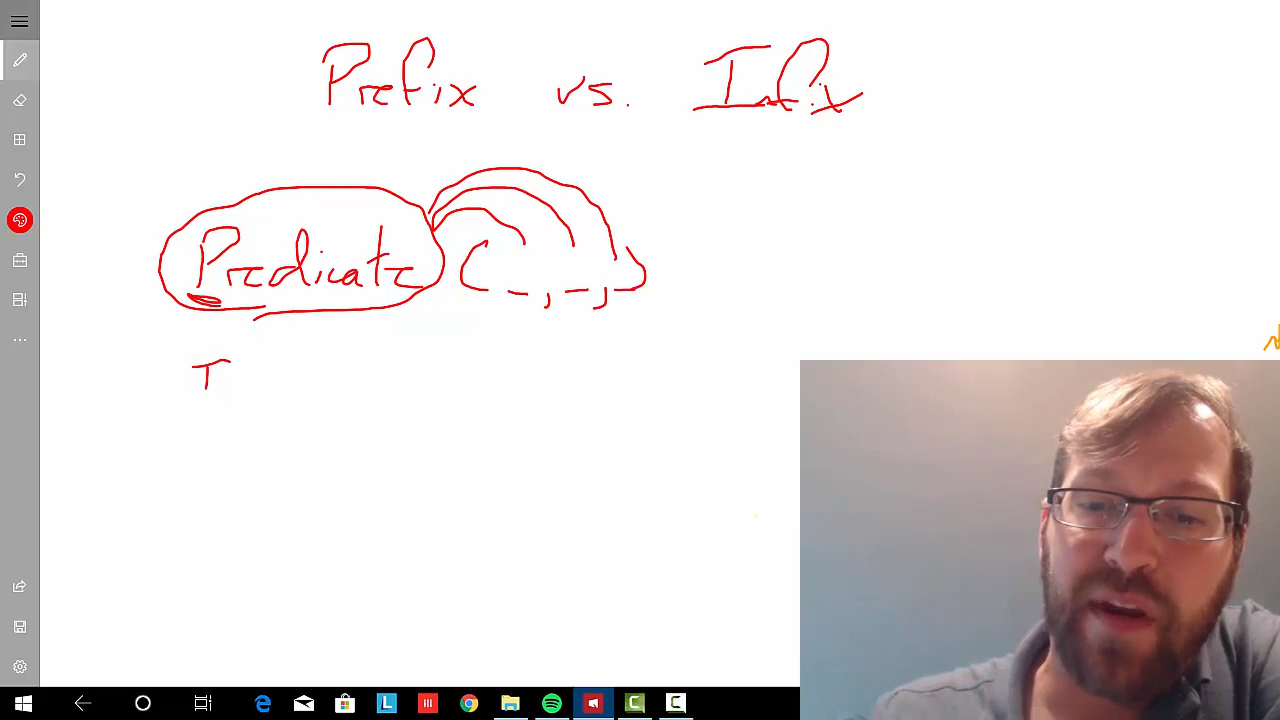 Prefix vs. Infix
Predicate ( _ , _ , _ )
T